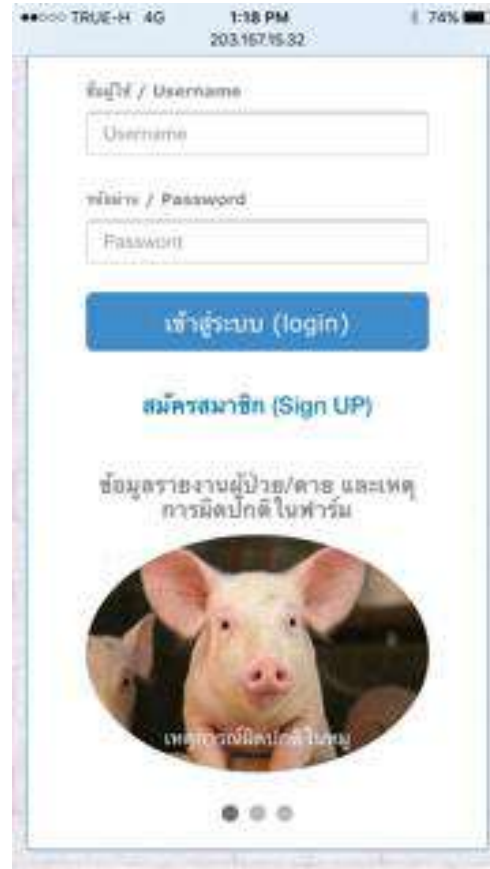 TRUE-H 4G 1:18 PM 74%
203.157.15.32
ชื่อผู้ใช้ / Username
Username
รหัสผ่าน / Password
Password
เข้าสู่ระบบ (login)
สมัครสมาชิก (Sign UP)
ข้อมูลรายงานผู้ป่วย/ตาย และเหตุ
การผิดปกติในฟาร์ม
เหตุการณ์ผิดปกติในหมู